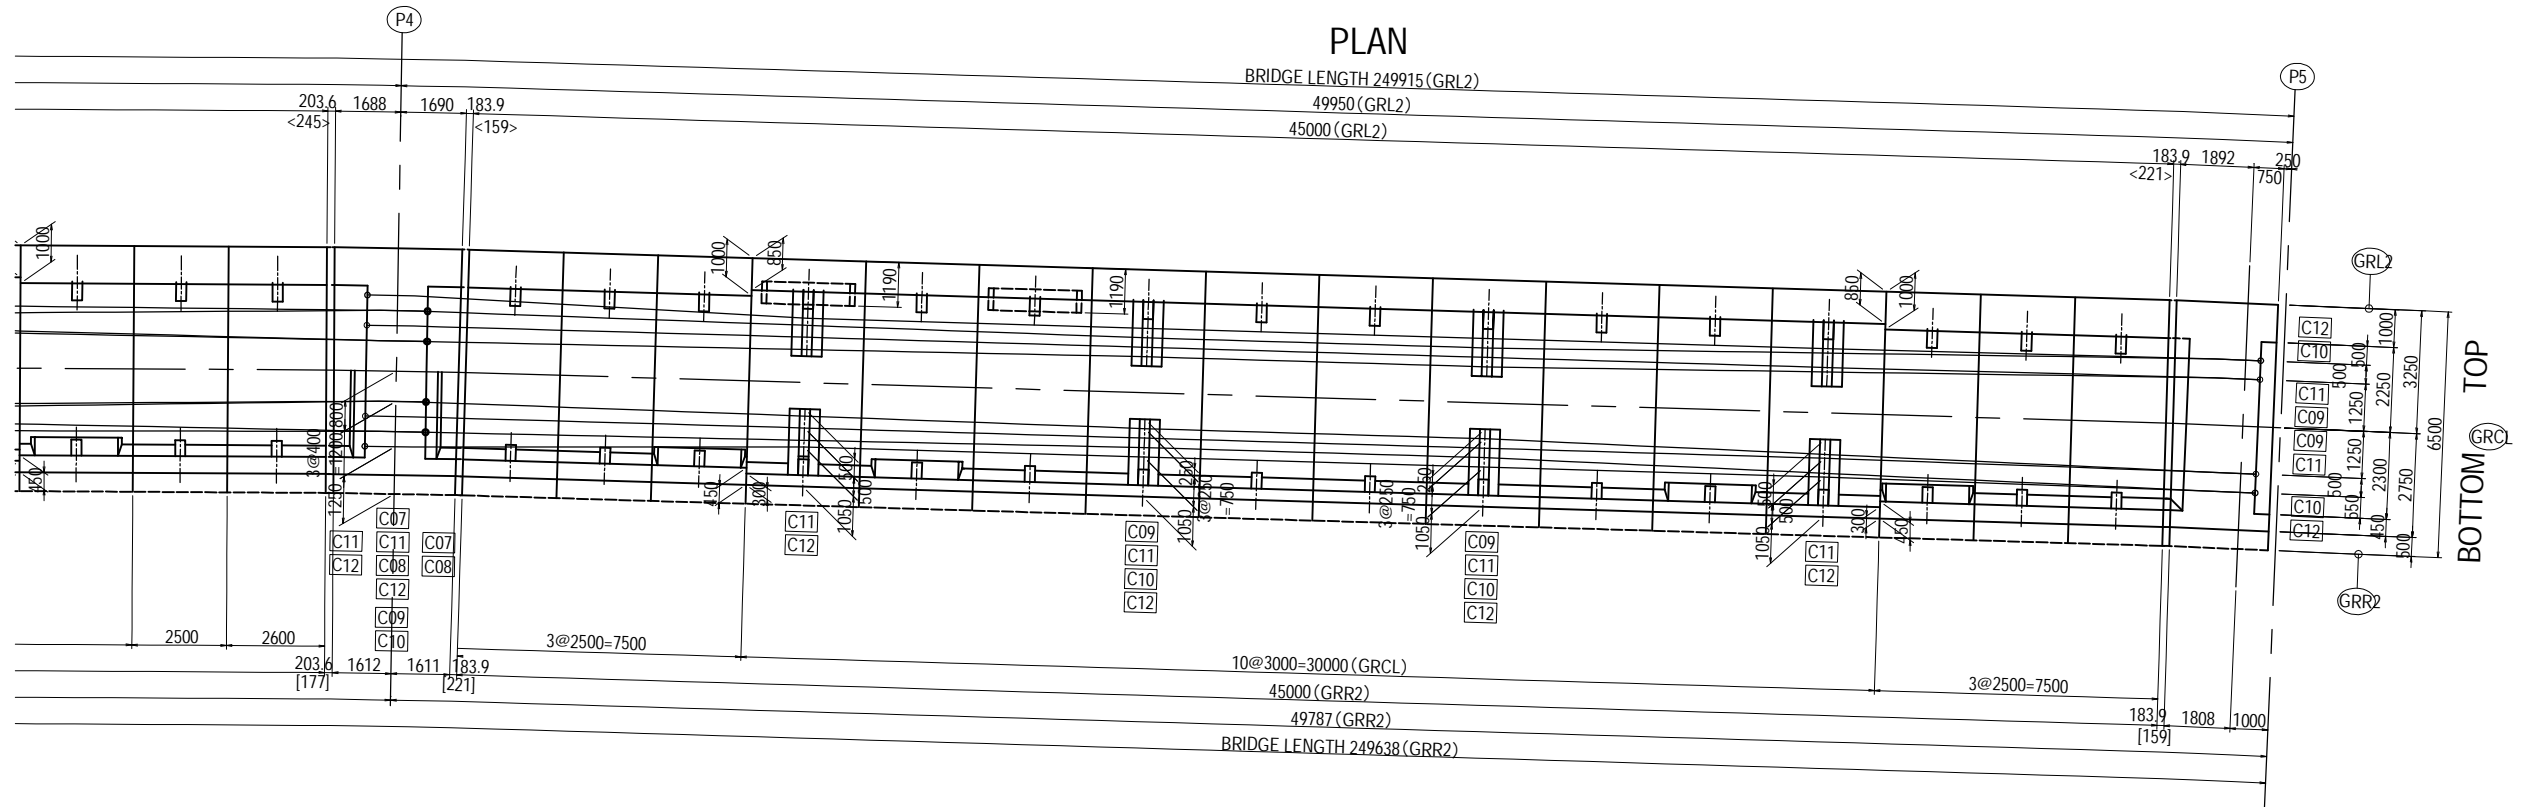 P4
PLAN
BRIDGE LENGTH 249915(GRL2)
P5
49950(GRL2)
203.6 1688 1690 183.9
<245> <159>
45000(GRL2)
183.9 1892 250
<221> 750
1000
1000 850
1190
1190
850 1000
GRL2
C12
C10
C11
C09
C09
C11
C10
C12
1000
500
500
1250
2250
3250
1250
500
550
2300
450
2750
500
6500
TOP
BOTTOM
GRCL
GRR2
450
3@400
=1200
800
1250
450
300
500
500
1050
250
3@250
=750
1050
250
3@250
=750
1050
500
500
1050
300
450
C07
C11
C08
C12
C09
C10
C11
C12
C07
C08
C11
C12
C09
C11
C10
C12
C09
C11
C10
C12
C11
C12
2500 2600
3@2500=7500
10@3000=30000(GRCL)
3@2500=7500
203.6 1612 1611 183.9
[177] [221]
45000(GRR2)
183.9 1808 1000
[159]
49787(GRR2)
BRIDGE LENGTH 249638(GRR2)